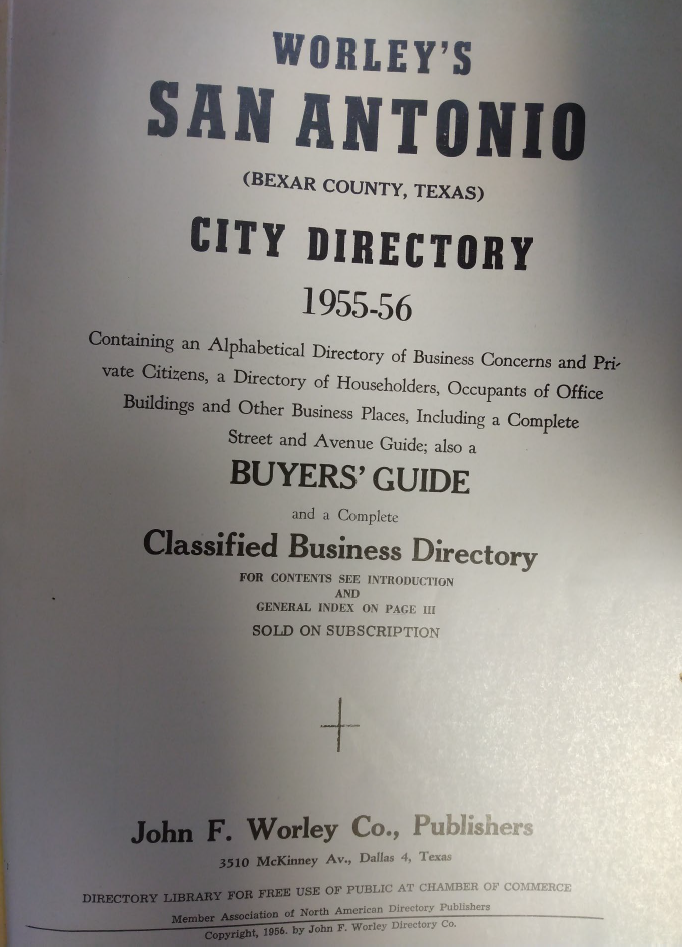 WORLEY'S
SAN ANTONIO
(BEXAR COUNTY, TEXAS)
CITY DIRECTORY
1955-56
Containing an Alphabetical Directory of Business Concerns and Pri-
vate Citizens, a Directory of Householders, Occupants of Office
Buildings and Other Business Places, Including a Complete
Street and Avenue Guide; also a
BUYERS' GUIDE
and a Complete
Classified Business Directory
FOR CONTENTS SEE INTRODUCTION
AND
GENERAL INDEX ON PAGE III
SOLD ON SUBSCRIPTION
John F. Worley Co., Publishers
3510 McKinney Av., Dallas 4, Texas
DIRECTORY LIBRARY FOR FREE USE OF PUBLIC AT CHAMBER OF COMMERCE
Member Association of North American Directory Publishers
Copyright, 1956. by John F. Worley Directory Co.